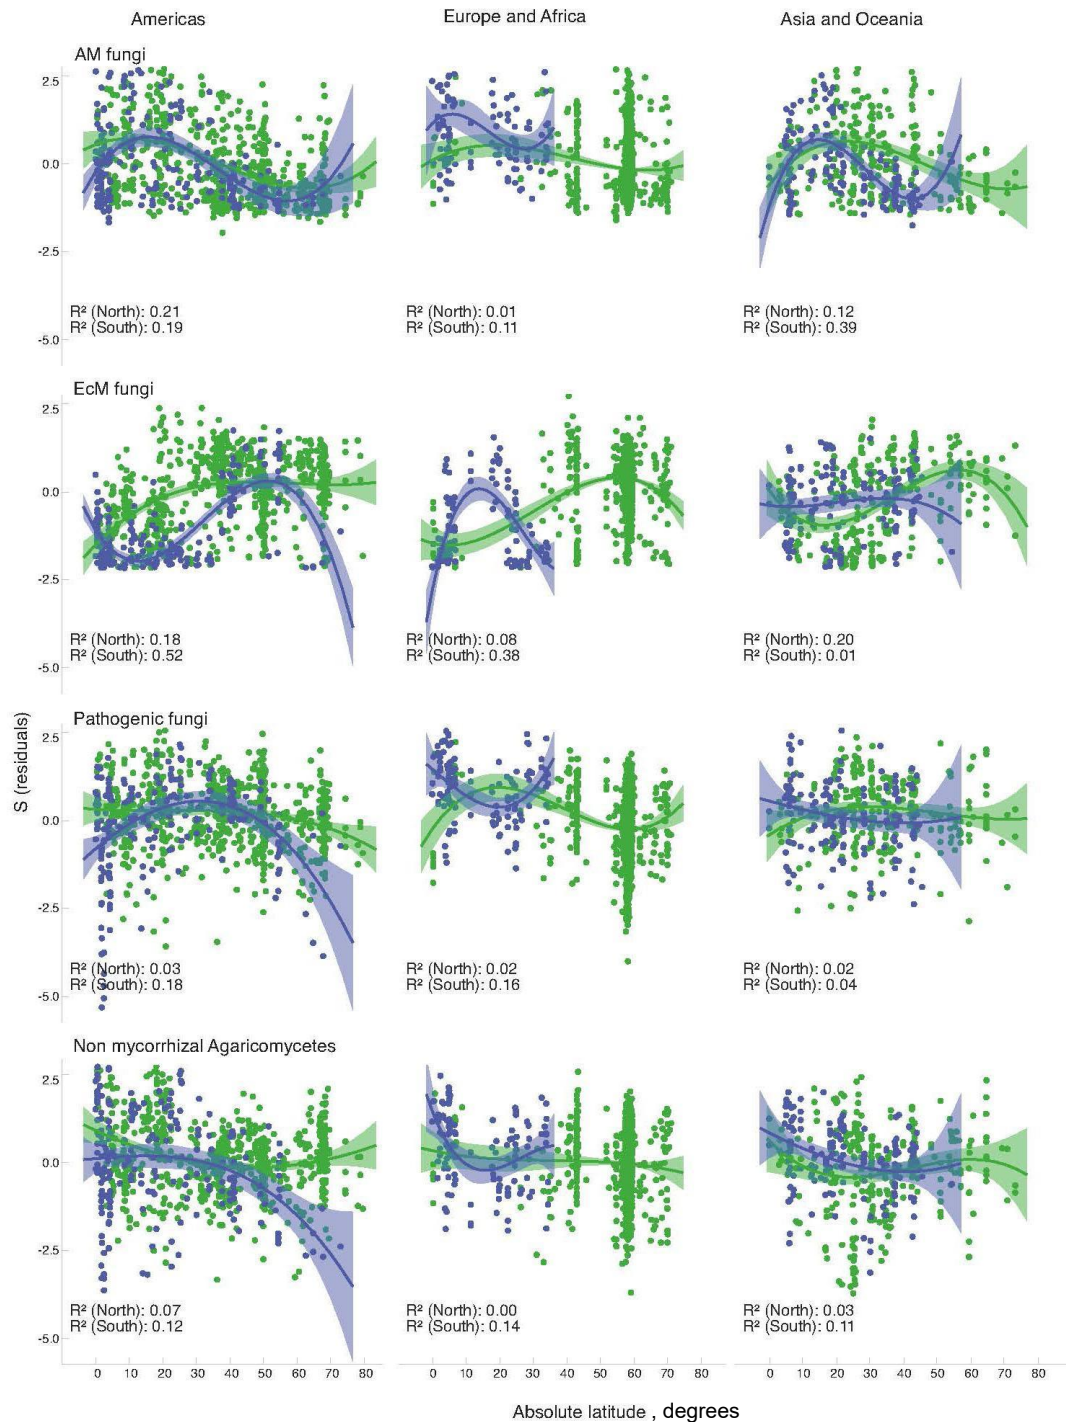 Americas Europe and Africa Asia and Oceania
AM fungi
2.5
0.0
-2.5
-5.0
R² (North): 0.21
R² (South): 0.19
R² (North): 0.01
R² (South): 0.11
R² (North): 0.12
R² (South): 0.39
EcM fungi
2.5
0.0
-2.5
-5.0
R² (North): 0.18
R² (South): 0.52
R² (North): 0.08
R² (South): 0.38
R² (North): 0.20
R² (South): 0.01
S (residuals)
Pathogenic fungi
2.5
0.0
-2.5
-5.0
R² (North): 0.03
R² (South): 0.18
R² (North): 0.02
R² (South): 0.16
R² (North): 0.02
R² (South): 0.04
Non mycorrhizal Agaricomycetes
2.5
0.0
-2.5
-5.0
R² (North): 0.07
R² (South): 0.12
R² (North): 0.00
R² (South): 0.14
R² (North): 0.03
R² (South): 0.11
0 10 20 30 40 50 60 70 80 0 10 20 30 40 50 60 70 80 0 10 20 30 40 50 60 70 80
Absolute latitude , degrees